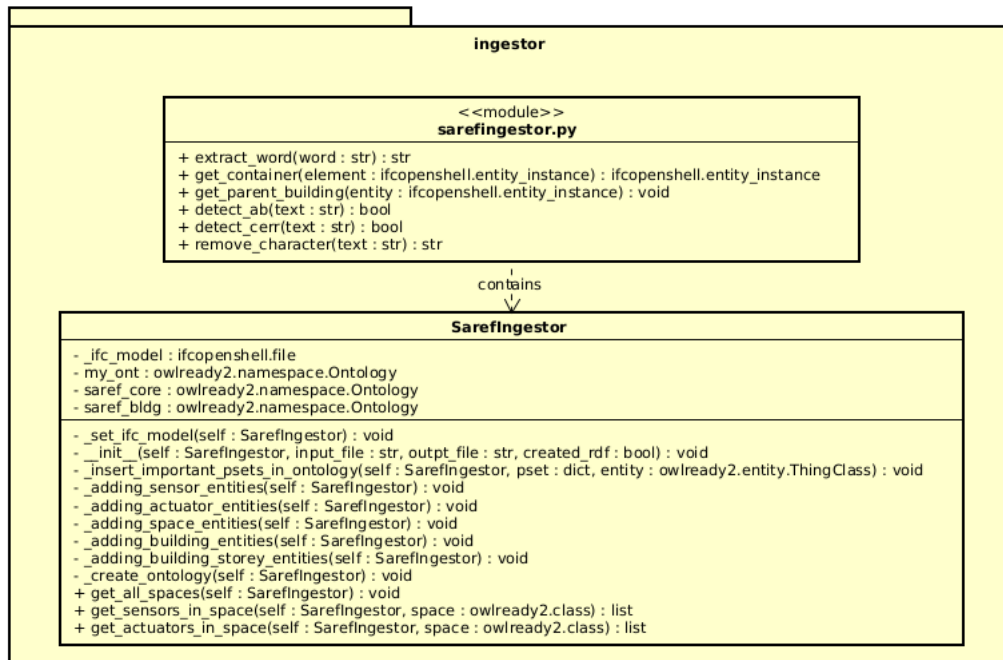 ingestor
<<module>>
sarefingestor.py
+ extract_word(word : str) : str
+ get_container(element : ifcopenshell.entity_instance) : ifcopenshell.entity_instance
+ get_parent_building(entity : ifcopenshell.entity_instance) : void
+ detect_ab(text : str) : bool
+ detect_cerr(text : str) : bool
+ remove_character(text : str) : str
contains
SarefIngestor
- _ifc_model : ifcopenshell.file
- my_ont : owlready2.namespace.Ontology
- saref_core : owlready2.namespace.Ontology
- saref_bldg : owlready2.namespace.Ontology
- _set_ifc_model(self : SarefIngestor) : void
- __init__(self : SarefIngestor, input_file : str, outpt_file : str, created_rdf : bool) : void
- _insert_important_psets_in_ontology(self : SarefIngestor, pset : dict, entity : owlready2.entity.ThingClass) : void
- _adding_sensor_entities(self : SarefIngestor) : void
- _adding_actuator_entities(self : SarefIngestor) : void
- _adding_space_entities(self : SarefIngestor) : void
- _adding_building_entities(self : SarefIngestor) : void
- _adding_building_storey_entities(self : SarefIngestor) : void
- _create_ontology(self : SarefIngestor) : void
+ get_all_spaces(self : SarefIngestor) : void
+ get_sensors_in_space(self : SarefIngestor, space : owlready2.class) : list
+ get_actuators_in_space(self : SarefIngestor, space : owlready2.class) : list